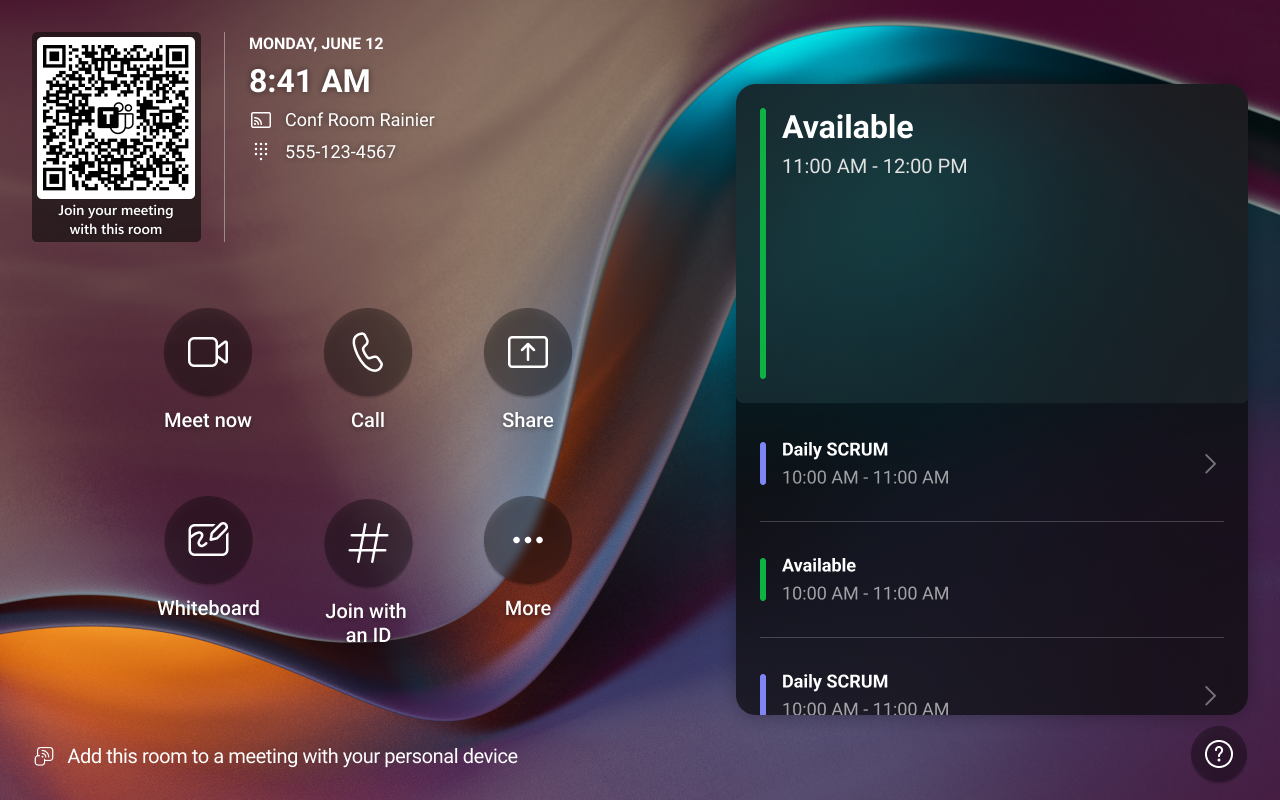 MONDAY, JUNE 12
8:41 AM
Conf Room Rainier
555-123-4567
Join your meeting
with this room
Meet now
Call
Share
Whiteboard
Join with
an ID
More
Add this room to a meeting with your personal device
Available
11:00 AM - 12:00 PM
Daily SCRUM
10:00 AM - 11:00 AM
Available
10:00 AM - 11:00 AM
Daily SCRUM
10:00 AM - 11:00 AM